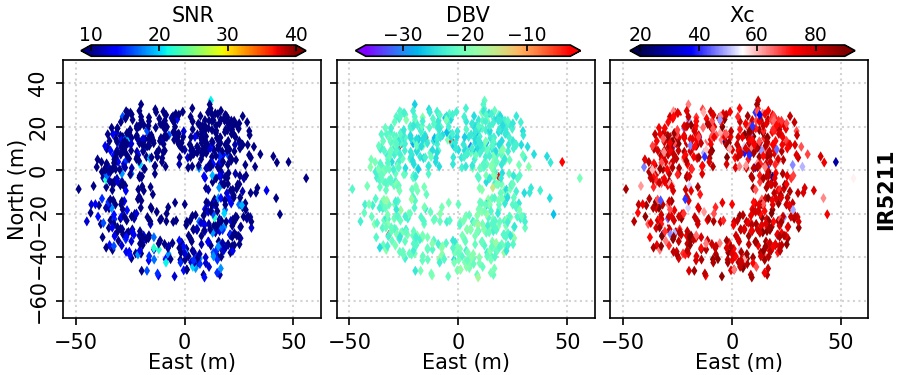 SNR DBV Xc
10 20 30 40 −30 −20 −10 20 40 60 80
40
20
0
−20
−40
−60
North (m)
−50 0 50 −50 0 50 −50 0 50
East (m) East (m) East (m)
IR5211